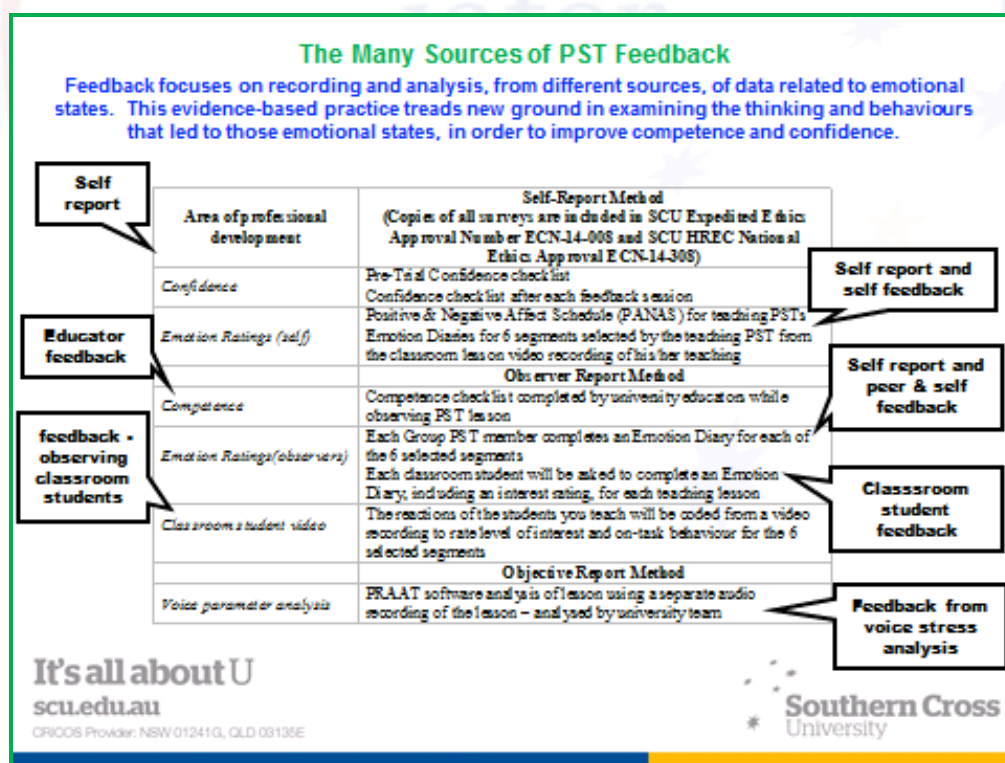 The Many Sources of PST Feedback
Feedback focuses on recording and analysis, from different sources, of data related to emotional
states. This evidence-based practice treads new ground in examining the thinking and behaviours
that led to those emotional states, in order to improve competence and confidence.
Self
report
Area of professional
development
Self-Report Method
(Copies of all surveys are included in SCU Expedited Ethics
Approval Number ECN-14-008 and SCU HREC National
Ethics Approval ECN-14-308)
Confidence
Pre-Trial Confidence checklist
Confidence checklist after each feedback session
Self report and
self feedback
Emotion Ratings (self)
Positive & Negative Affect Schedule (PANAS) for teaching PSTs
Emotion Diaries for 6 segments selected by the teaching PST from
the classroom lesson video recording of his/her teaching
Educator
feedback
Observer Report Method
Competence
Competence checklist completed by university educators while
observing PST lesson
Self report and
peer & self
feedback
Emotion Ratings(observers)
Each Group PST member completes an Emotion Diary for each of
the 6 selected segments
Each classroom student will be asked to complete an Emotion
Diary, including an interest rating, for each teaching lesson
feedback -
observing
classroom
students
Classsroom
student
feedback
Classroom student video
The reactions of the students you teach will be coded from a video
recording to rate level of interest and on-task behaviour for the 6
selected segments
Objective Report Method
Voice parameter analysis
PRAAT software analysis of lesson using a separate audio
recording of the lesson – analysed by university team
Feedback from
voice stress
analysis
It's all about U
scu.edu.au
CRICOS Provider: NSW 01241G, QLD 03135E
Southern Cross
University